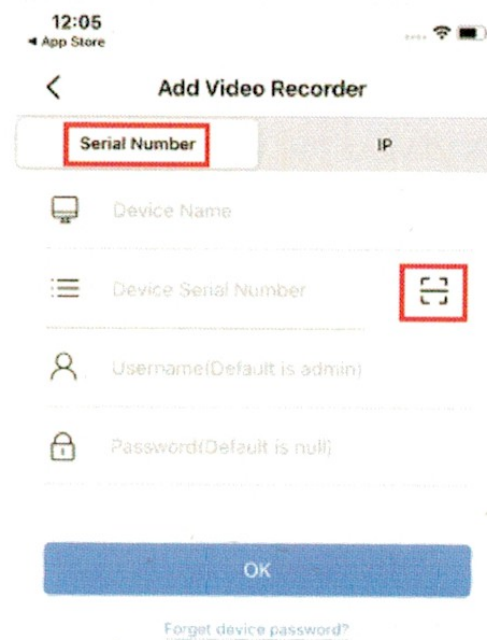 12:05
◀ App Store
Add Video Recorder
Serial Number
IP
Device Name
Device Serial Number
Username(Default is admin)
Password(Default is null)
OK
Forget device password?